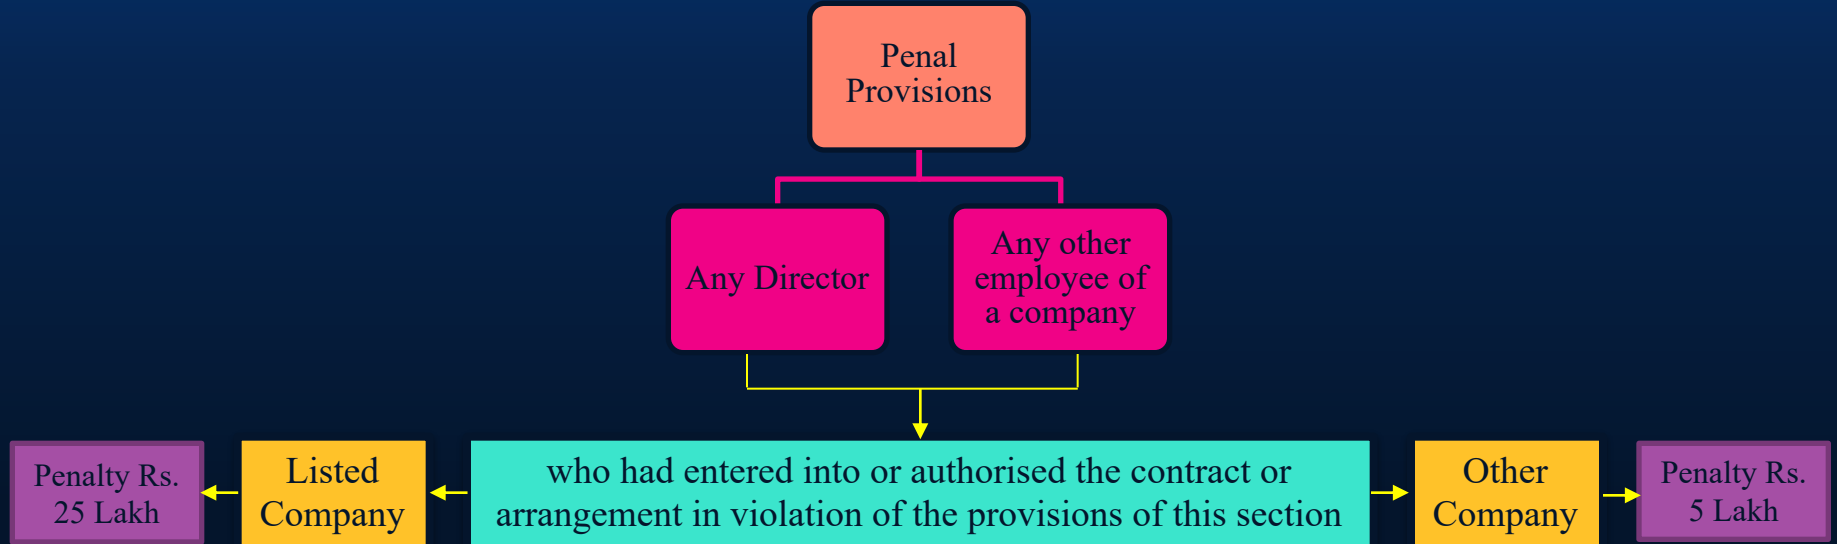 Penal
Provisions
Any Director
Any other
employee of
a company
Penalty Rs.
25 Lakh
Listed
Company
who had entered into or authorised the contract or
arrangement in violation of the provisions of this section
Other
Company
Penalty Rs.
5 Lakh